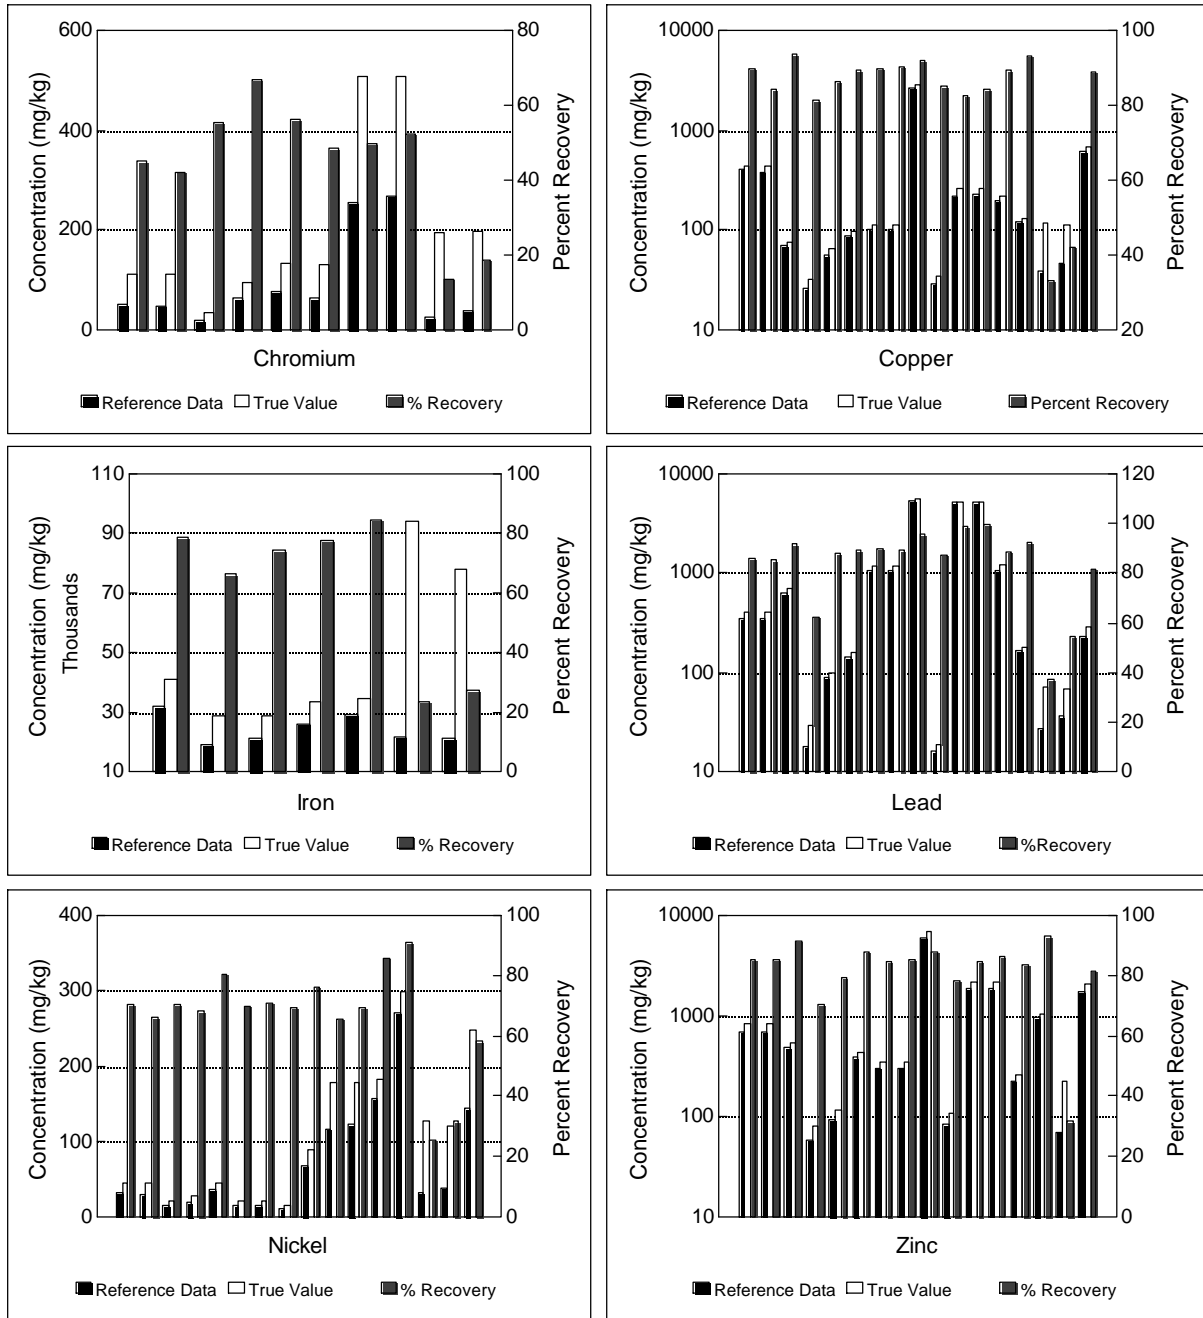 600
400
200
0
Concentration (mg/kg)
80
60
40
20
0
Percent Recovery
Chromium
Reference Data True Value % Recovery
10000
1000
100
10
Concentration (mg/kg)
100
80
60
40
20
Percent Recovery
Copper
Reference Data True Value Percent Recovery
110
90
70
50
30
10
Concentration (mg/kg)
Thousands
100
80
60
40
20
0
Percent Recovery
Iron
Reference Data True Value % Recovery
10000
1000
100
10
Concentration (mg/kg)
120
100
80
60
40
20
0
Percent Recovery
Lead
Reference Data True Value %Recovery
400
300
200
100
0
Concentration (mg/kg)
100
80
60
40
20
0
Percent Recovery
Nickel
Reference Data True Value % Recovery
10000
1000
100
10
Concentration (mg/kg)
100
80
60
40
20
0
Percent Recovery
Zinc
Reference Data True Value % Recovery